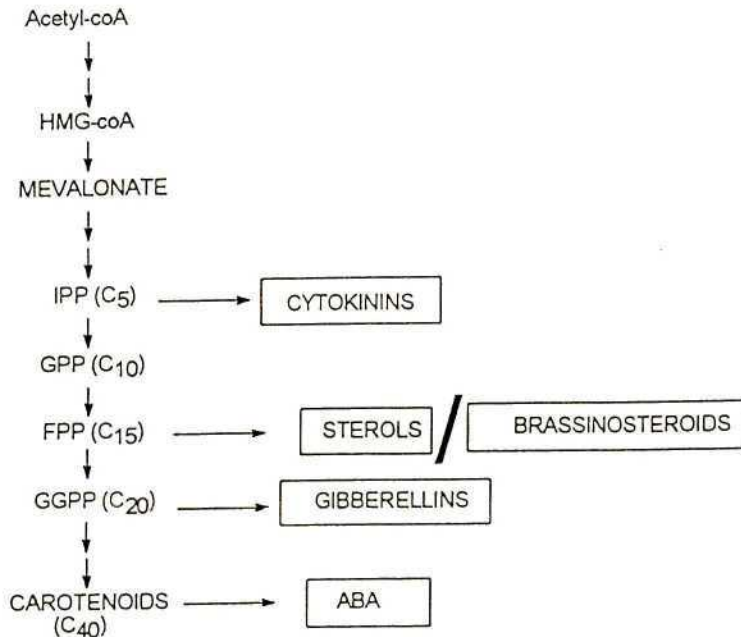 Acetyl-coA
HMG-coA
MEVALONATE
IPP (C5)
CYTOKININS
GPP (C10)
FPP (C15)
STEROLS
BRASSINOSTEROIDS
GGPP (C20)
GIBBERELLINS
CAROTENOIDS
(C40)
ABA